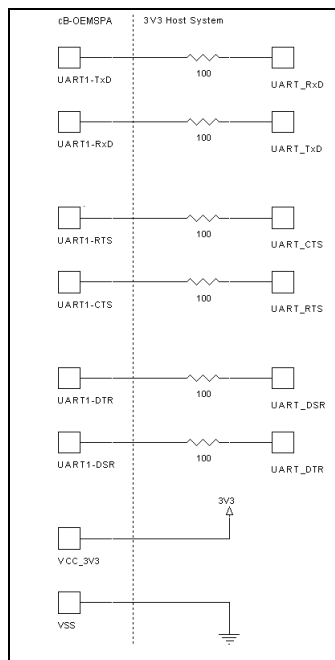 cB-OEMSPA 3V3 Host System
100
UART1-TxD UART_RxD
100
UART1-RxD UART_TxD
100
UART1-RTS UART_CTS
100
UART1-CTS UART_RTS
100
UART1-DTR UART_DSR
100
UART1-DSR UART_DTR
3V3
VCC_3V3
VSS